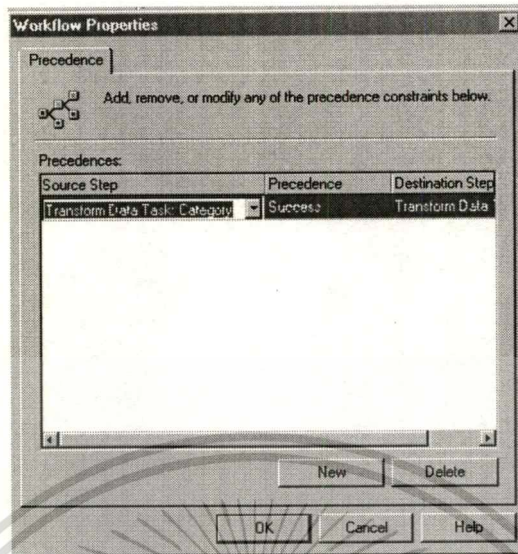 Workflow Properties
Precedence
Add, remove, or modify any of the precedence constraints below.
Precedences:
Source Step Precedence Destination Step
Transform Data Task: Category Success Transform Data
New Delete
OK Cancel Help